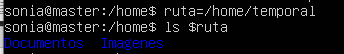 sonia@master:/home$ ruta=/home/temporal
sonia@master:/home$ ls $ruta
Documentos  Imagenes